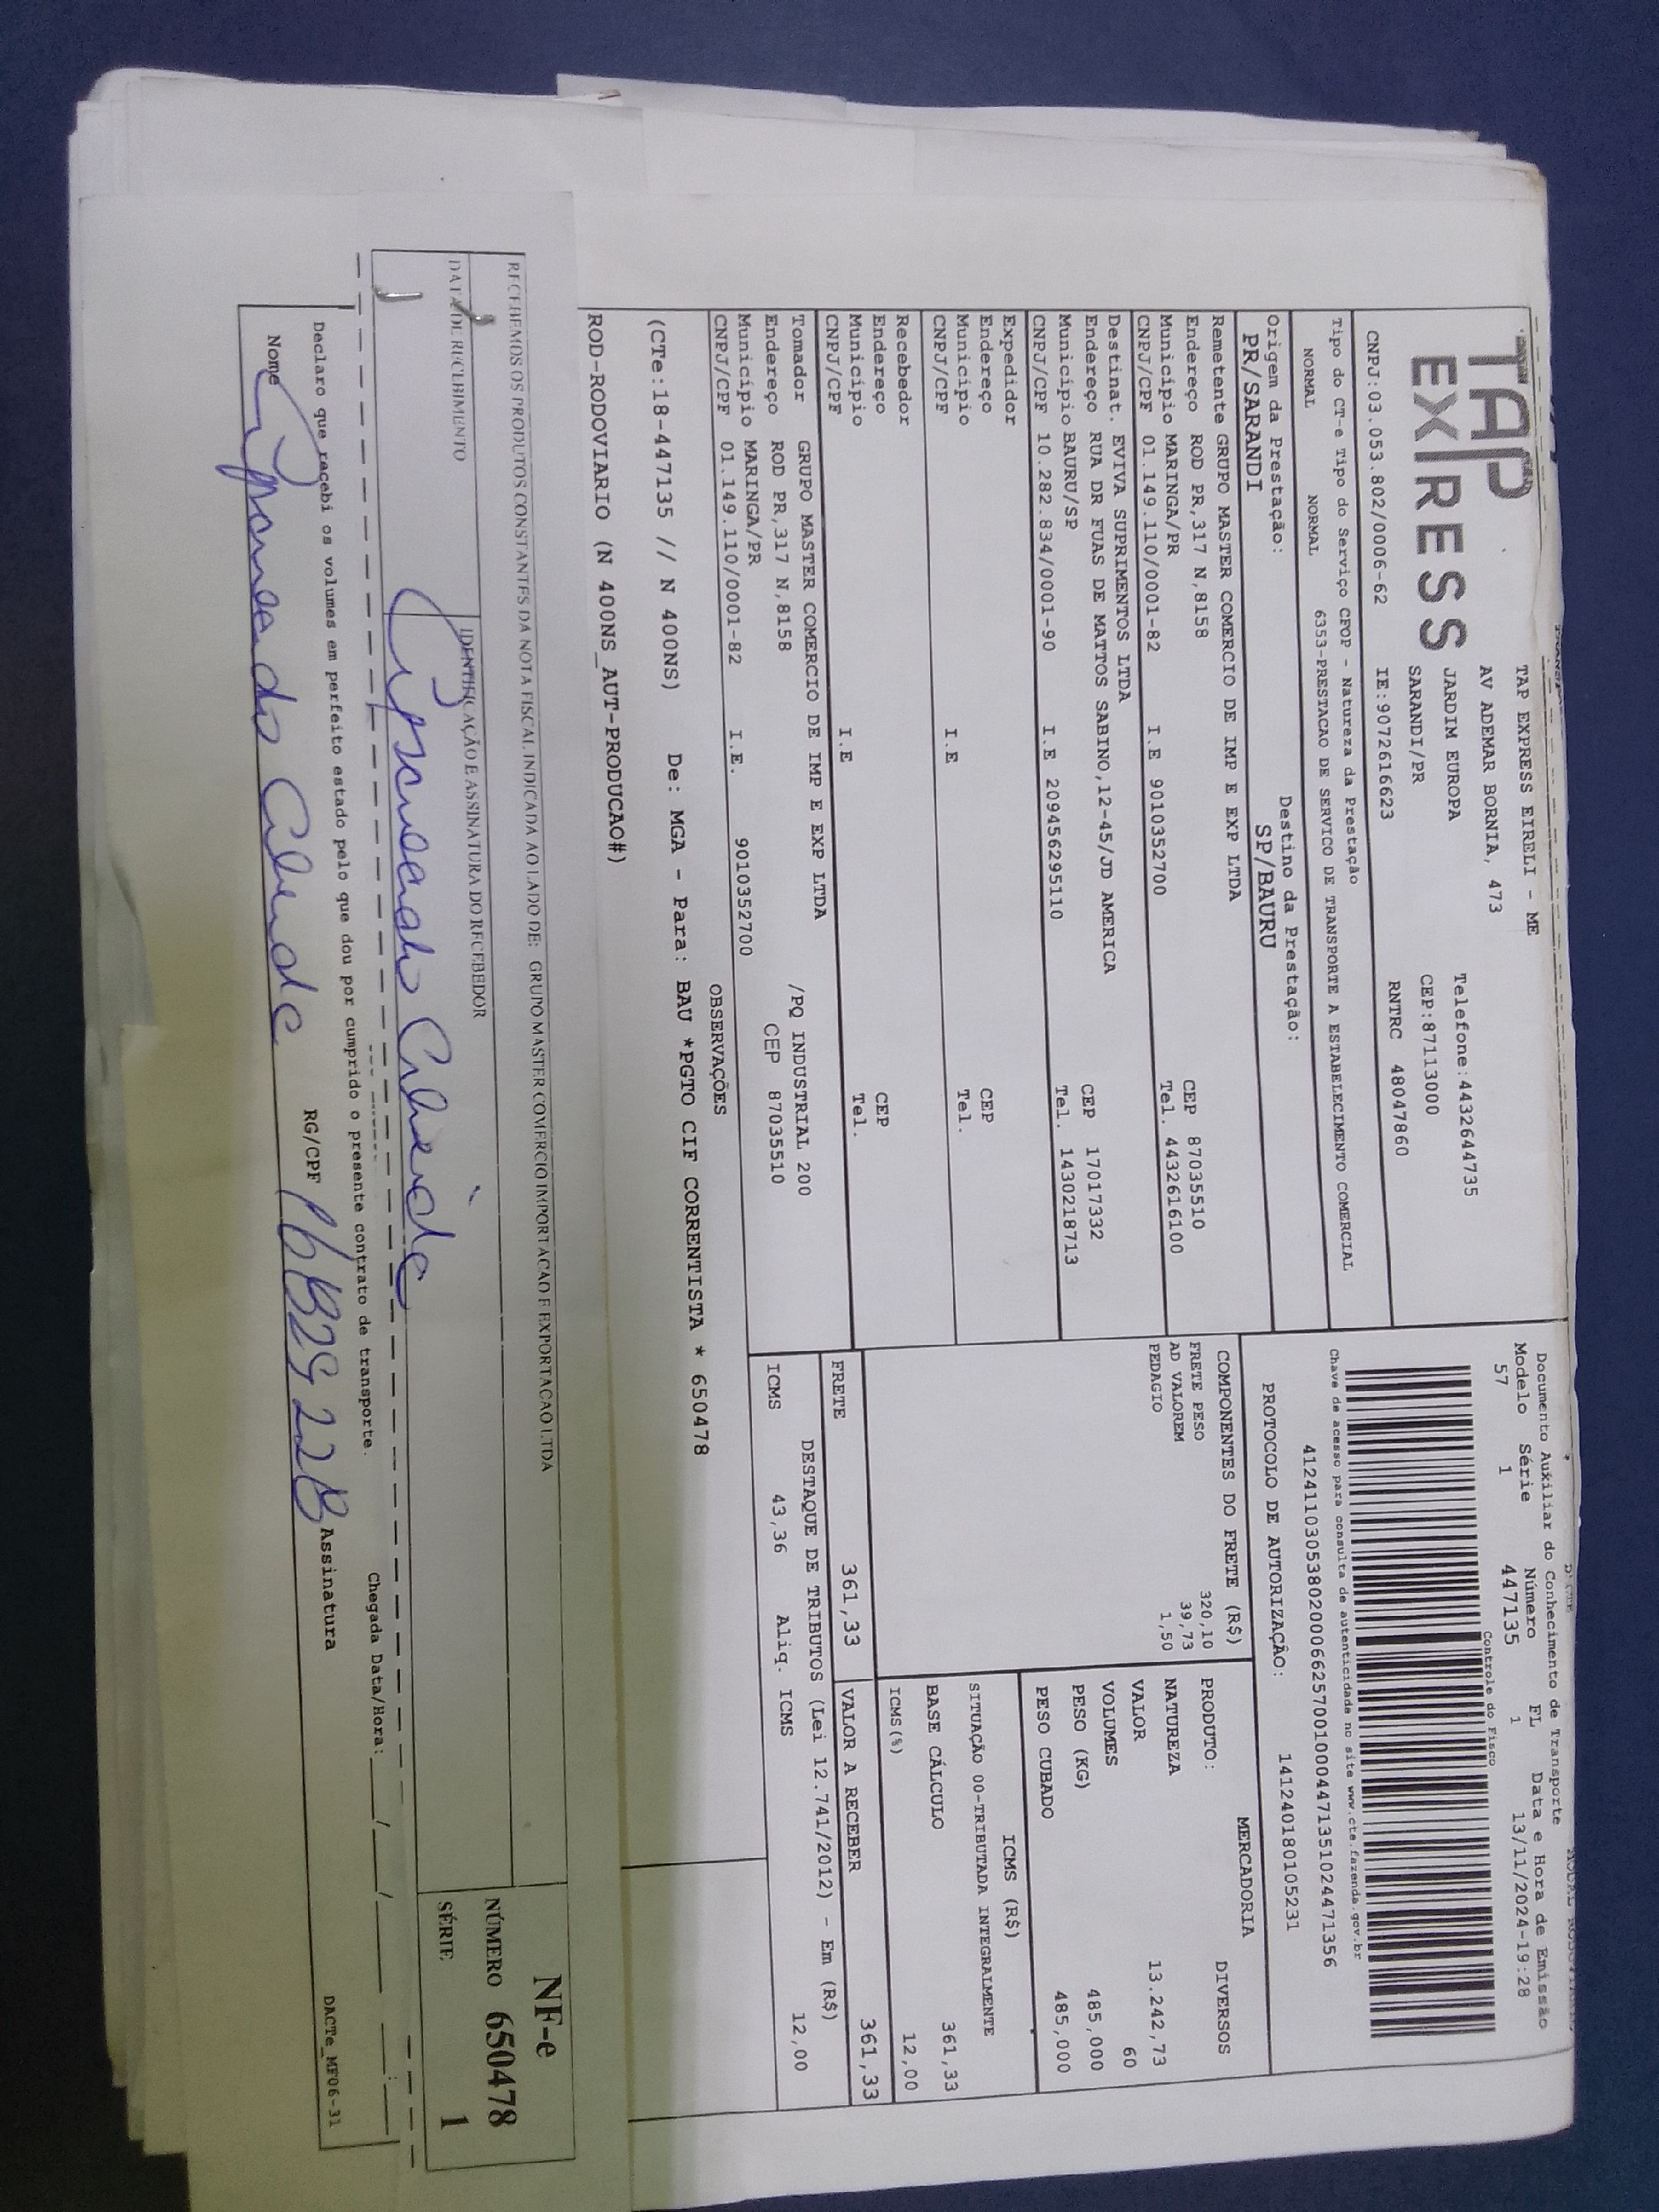 TAP
EXPRESS
TAP EXPRESS EIRELI - ME
AV ADEMAR BORNIA, 473
JARDIM EUROPA
SARANDI/PR
Telefone:4432644735
CEP:87113000
CNPJ:03.053.802/0006-62 IE:9072616623 RNTRC 48047860
Documento Auxiliar do Conhecimento de Transporte
Modelo Série Número FL Data e Hora de Emissão
57 1 447135 1 13/11/2024-19:28
Controle do Fisco
Chave de acesso para consulta de autenticidade no site www.cte.fazenda.gov.br
41241103053802000662570010004471351024471356
PROTOCOLO DE AUTORIZAÇÃO: 141240180105231
Tipo do CT-e Tipo do Serviço CFOP - Natureza da Prestação
NORMAL NORMAL 6353-PRESTACAO DE SERVICO DE TRANSPORTE A ESTABELECIMENTO COMERCIAL
Origem da Prestação: Destino da Prestação:
PR/SARANDI SP/BAURU
Remetente GRUPO MASTER COMERCIO DE IMP E EXP LTDA
Endereço ROD PR,317 N,8158 CEP 87035510
Município MARINGA/PR Tel. 4432616100
CNPJ/CPF 01.149.110/0001-82 I.E 9010352700
Destinat. EVIVA SUPRIMENTOS LTDA
Endereço RUA DR FUAS DE MATTOS SABINO,12-45/JD AMERICA CEP 17017332
Município BAURU/SP Tel. 1430218713
CNPJ/CPF 10.282.834/0001-90 I.E 209456295110
Expedidor
Endereço CEP
Município Tel.
CNPJ/CPF I.E
Recebedor
Endereço CEP
Município Tel.
CNPJ/CPF I.E
Tomador GRUPO MASTER COMERCIO DE IMP E EXP LTDA
Endereço ROD PR,317 N,8158 /PQ INDUSTRIAL 200
Município MARINGA/PR CEP 87035510
CNPJ/CPF 01.149.110/0001-82 I.E. 9010352700
COMPONENTES DO FRETE (R$)
FRETE PESO 320,10
AD VALOREM 39,73
PEDAGIO 1,50
MERCADORIA
PRODUTO: DIVERSOS
NATUREZA
VALOR 13.242,73
VOLUMES 60
PESO (KG) 485,000
PESO CUBADO 485,000
ICMS (R$)
SITUAÇÃO 00-TRIBUTADA INTEGRALMENTE
BASE CÁLCULO 361,33
ICMS(%) 12,00
FRETE 361,33 VALOR A RECEBER 361,33
DESTAQUE DE TRIBUTOS (Lei 12.741/2012) - Em (R$)
ICMS 43,36 Aliq. ICMS 12,00
OBSERVAÇÕES
(CTe:18-447135 // N 400NS) De: MGA - Para: BAU *PGTO CIF CORRENTISTA * 650478
ROD-RODOVIARIO (N 400NS_AUT-PRODUCAO#)
RECEBEMOS OS PRODUTOS CONSTANTES DA NOTA FISCAL INDICADA AO LADO DE: GRUPO MASTER COMERCIO IMPORTACAO E EXPORTACAO LTDA
DATA DE RECEBIMENTO IDENTIFICAÇÃO E ASSINATURA DO RECEBEDOR
NF-e
NÚMERO 650478
SÉRIE 1
Declaro que recebi os volumes em perfeito estado pelo que dou por cumprido o presente contrato de transporte.
Chegada Data/Hora:
Nome RG/CPF Assinatura
DACTe_MF06-31